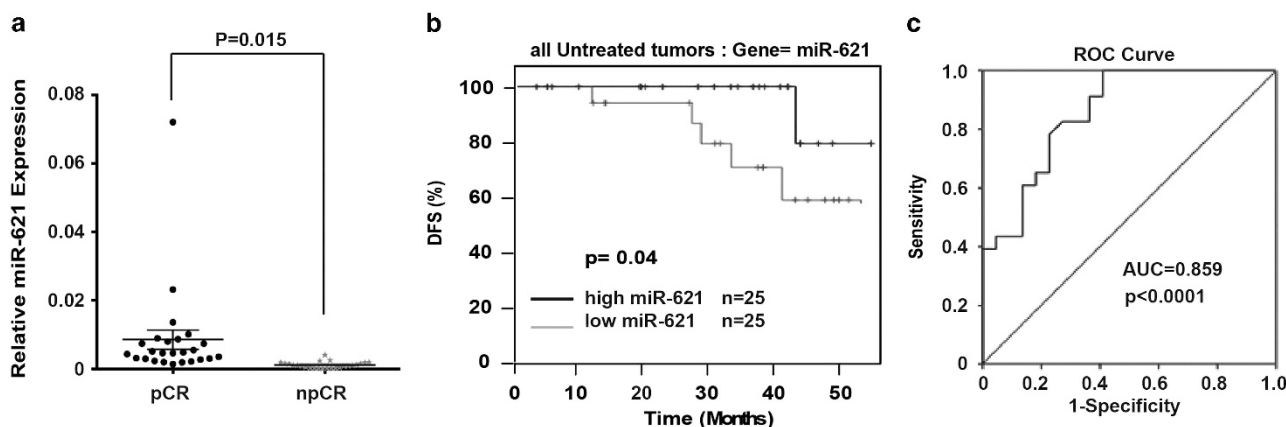 a
P=0.015
Relative miR-621 Expression
0.08
0.06
0.04
0.02
0
pCR
npCR
b
all Untreated tumors : Gene= miR-621
DFS (%)
100
80
60
40
20
0
p= 0.04
high miR-621 n=25
low miR-621 n=25
0 10 20 30 40 50
Time (Months)
c
ROC Curve
Sensitivity
1.0
0.8
0.6
0.4
0.2
0
AUC=0.859
p<0.0001
0 0.2 0.4 0.6 0.8 1.0
1-Specificity